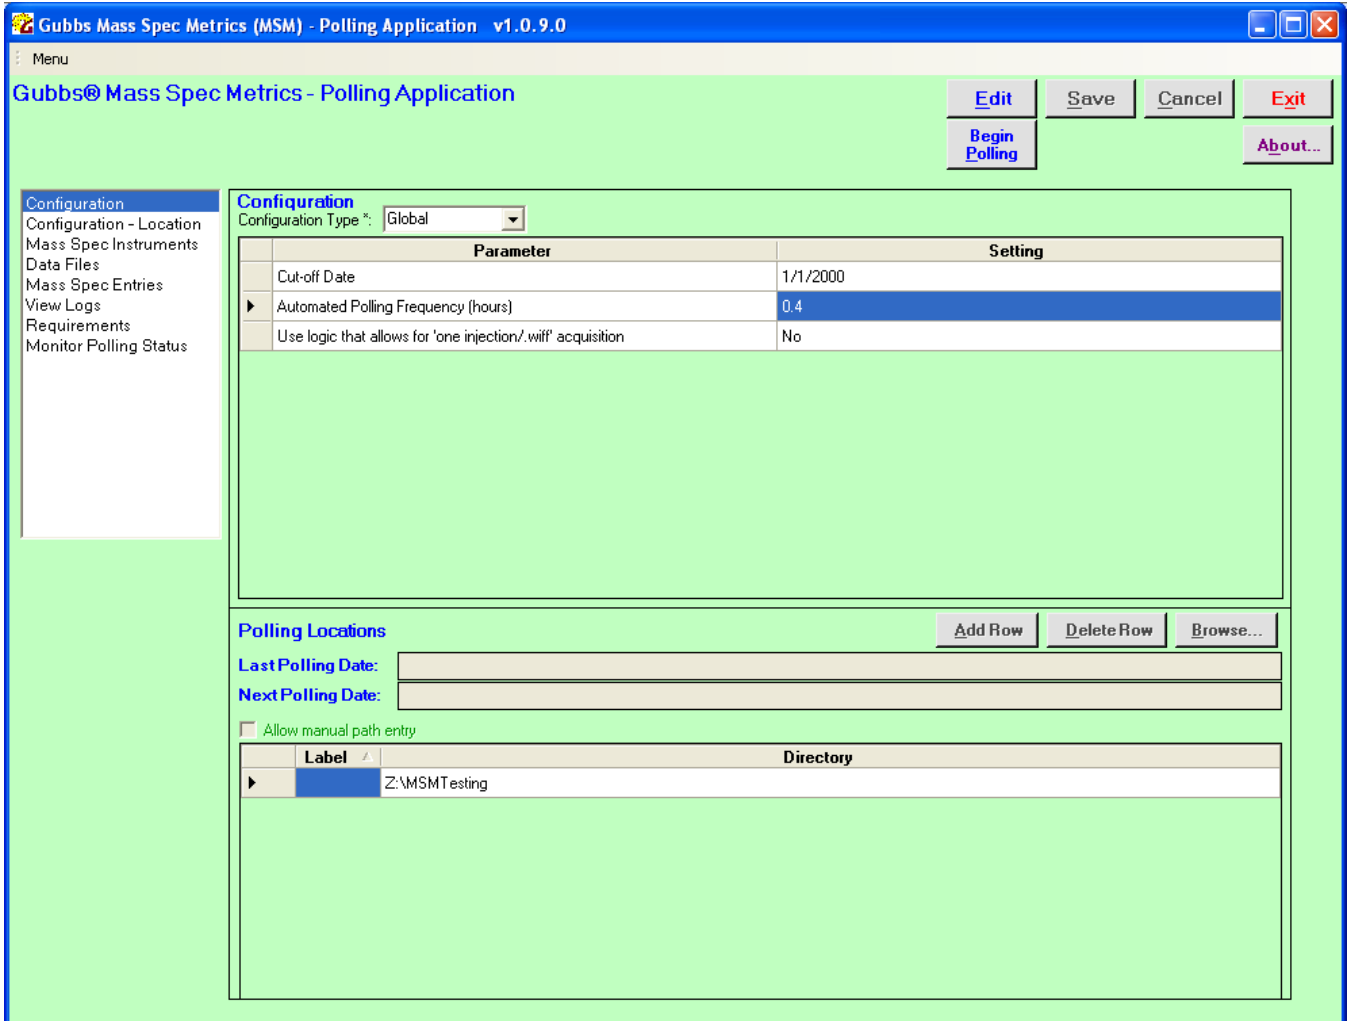 Gubbs Mass Spec Metrics (MSM) - Polling Application v1.0.9.0
Menu
Gubbs® Mass Spec Metrics - Polling Application
Edit Save Cancel Exit
Begin Polling About...
Configuration
Configuration - Location
Mass Spec Instruments
Data Files
Mass Spec Entries
View Logs
Requirements
Monitor Polling Status
Configuration
Configuration Type *: Global
Parameter Setting
Cut-off Date 1/1/2000
Automated Polling Frequency (hours) 0.4
Use logic that allows for 'one injection/.wiff' acquisition No
Polling Locations Add Row Delete Row Browse...
Last Polling Date:
Next Polling Date:
Allow manual path entry
Label Directory
Z:\MSMTesting